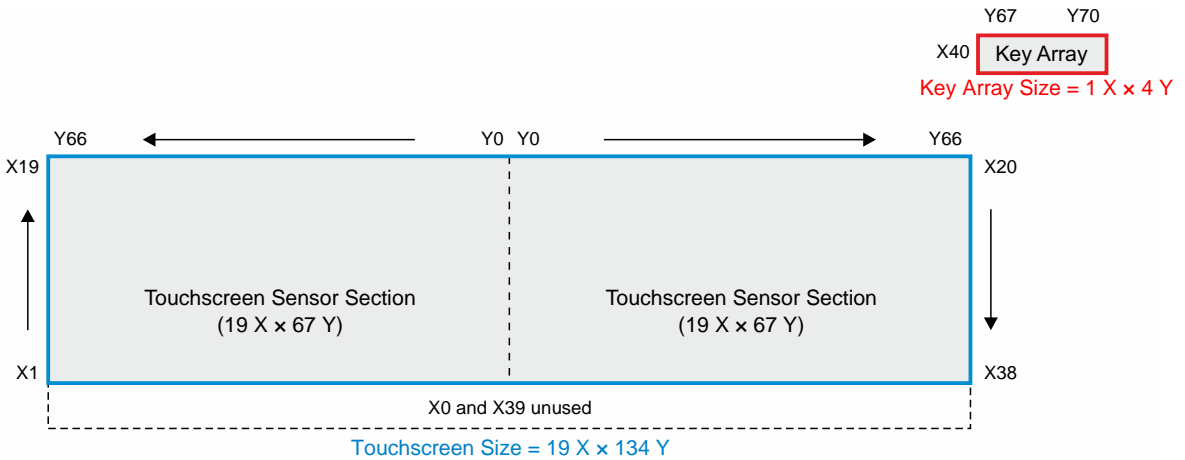 Y67 Y70
X40 Key Array
Key Array Size = 1 X × 4 Y
Y66 Y0 Y0 Y66
X19 X20
Touchscreen Sensor Section Touchscreen Sensor Section
(19 X × 67 Y) (19 X × 67 Y)
X1 X38
X0 and X39 unused
Touchscreen Size = 19 X × 134 Y